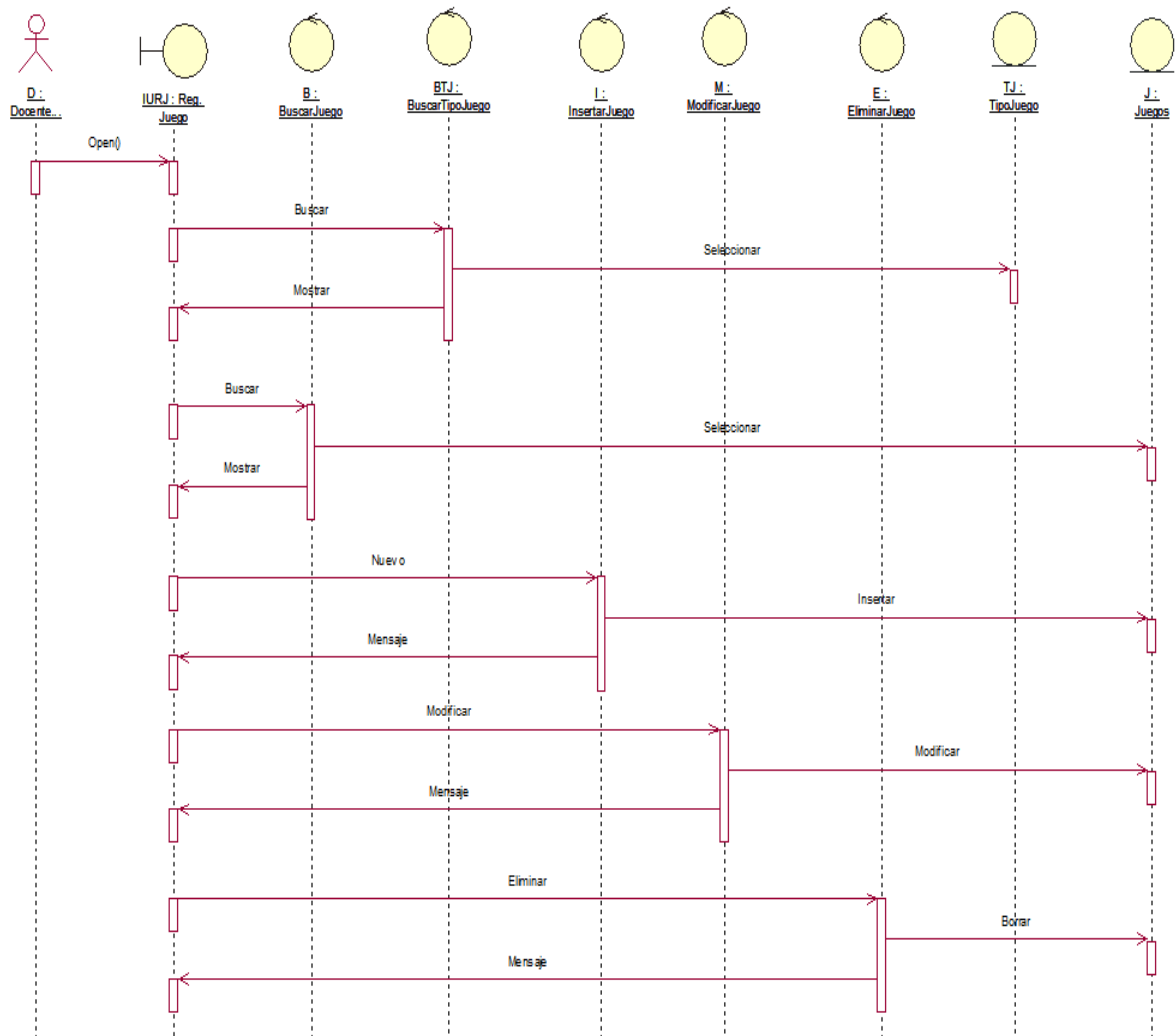 D :
Docente...
IURJ : Reg.
Juego
B :
BuscarJuego
BTJ :
BuscarTipoJuego
I :
InsertarJuego
M :
ModificarJuego
E :
EliminarJuego
TJ :
TipoJuego
J :
Juegos
Open()
Buscar
Seleccionar
Mostrar
Buscar
Seleccionar
Mostrar
Nuevo
Insertar
Mensaje
Modificar
Modificar
Mensaje
Eliminar
Borrar
Mensaje